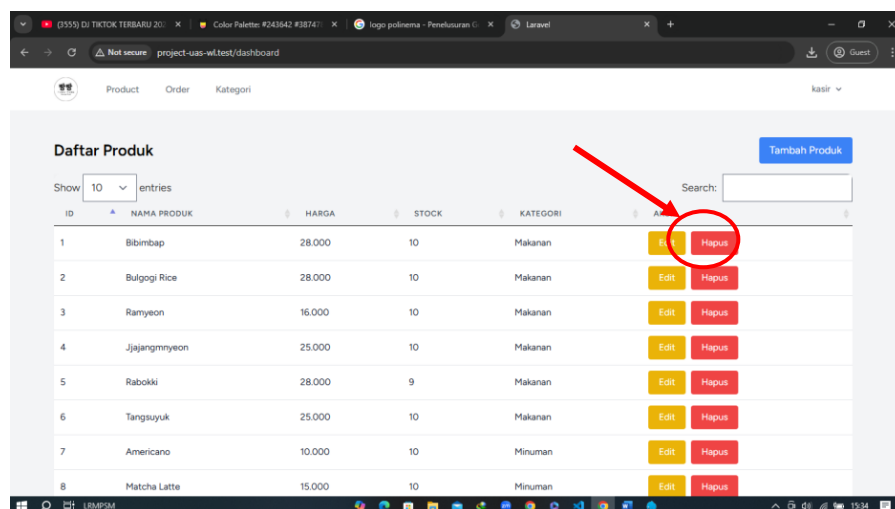 (3555) DJ TIKTOK TERBARU 202
Color Palette: #243642 #38747
logo polinema - Penelusuran G
Laravel
Not secure project-uas-wl.test/dashboard
Guest
Product Order Kategori kasir
Daftar Produk
Tambah Produk
Show 10 entries
Search:
ID NAMA PRODUK HARGA STOCK KATEGORI
1 Bibimbap 28.000 10 Makanan Edit Hapus
2 Bulgogi Rice 28.000 10 Makanan Edit Hapus
3 Ramyeon 16.000 10 Makanan Edit Hapus
4 Jjajangmnyeon 25.000 10 Makanan Edit Hapus
5 Rabokki 28.000 9 Makanan Edit Hapus
6 Tangsuyuk 25.000 10 Makanan Edit Hapus
7 Americano 10.000 10 Minuman Edit Hapus
8 Matcha Latte 15.000 10 Minuman Edit Hapus
LRMPSM
1534